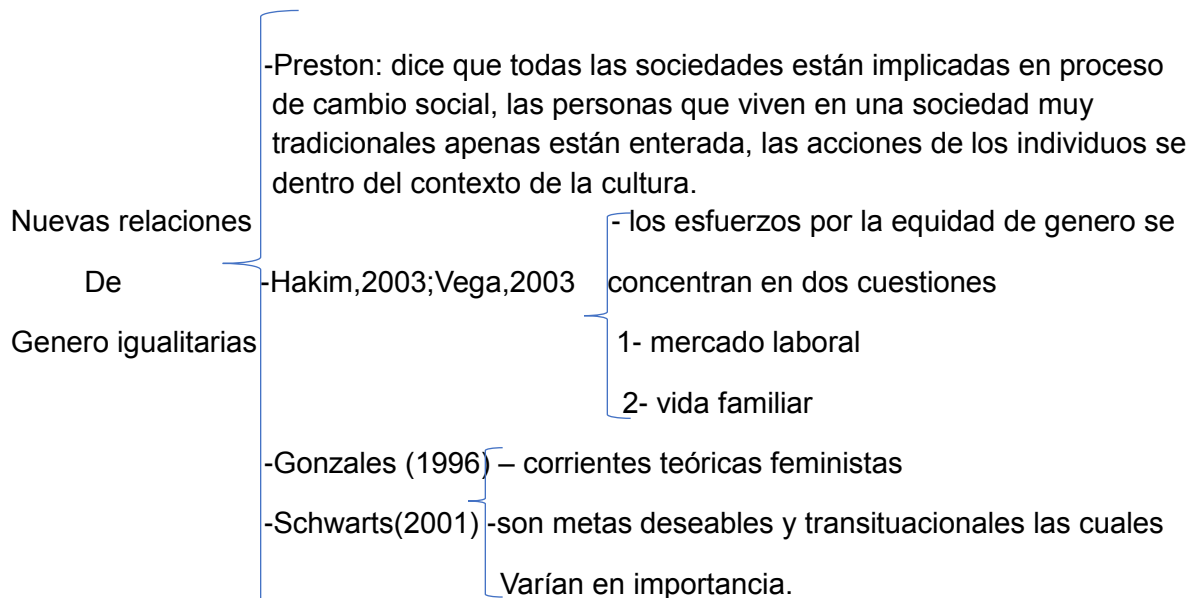 -Preston: dice que todas las sociedades están implicadas en proceso
de cambio social, las personas que viven en una sociedad muy
tradicionales apenas están enterada, las acciones de los individuos se
dentro del contexto de la cultura.
Nuevas relaciones - los esfuerzos por la equidad de genero se
De -Hakim,2003;Vega,2003 concentran en dos cuestiones
Genero igualitarias 1- mercado laboral
2- vida familiar
-Gonzales (1996) – corrientes teóricas feministas
-Schwarts(2001) -son metas deseables y transituacionales las cuales
Varían en importancia.